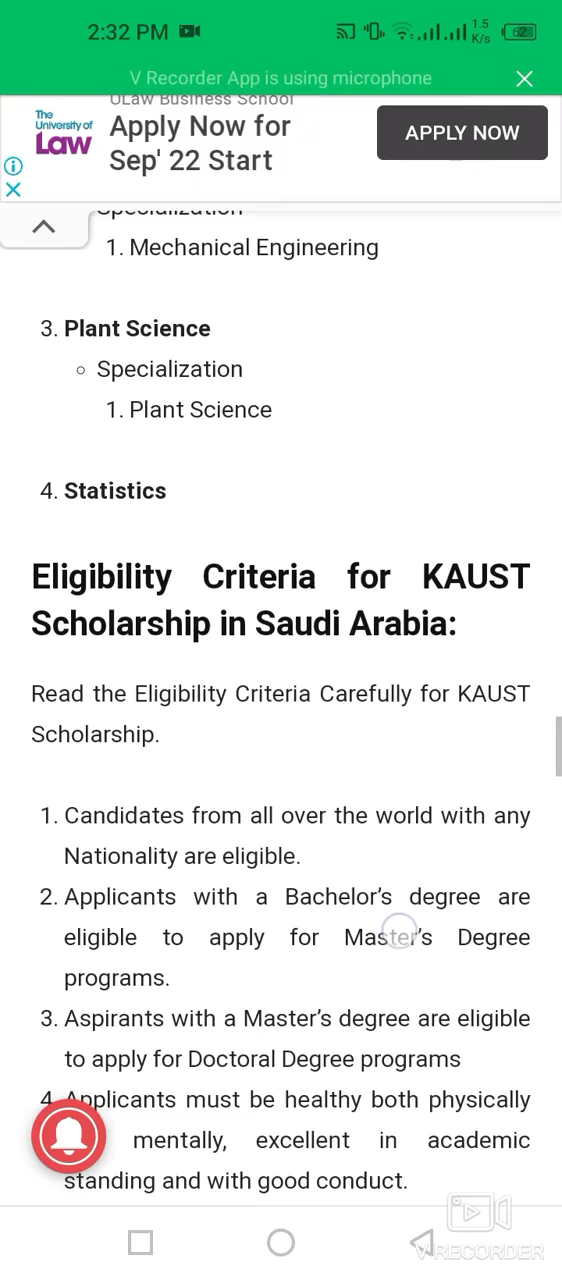 2:32 PM
1.5
K/s
62
V Recorder App is using microphone
The
University of
Law
ULaw Business School
Apply Now for
Sep' 22 Start
APPLY NOW
Specialization
1. Mechanical Engineering
3. Plant Science
Specialization
1. Plant Science
4. Statistics
Eligibility Criteria for KAUST
Scholarship in Saudi Arabia:
Read the Eligibility Criteria Carefully for KAUST
Scholarship.
1. Candidates from all over the world with any
Nationality are eligible.
2. Applicants with a Bachelor’s degree are
eligible to apply for Master’s Degree
programs.
3. Aspirants with a Master’s degree are eligible
to apply for Doctoral Degree programs
4. Applicants must be healthy both physically
mentally, excellent in academic
standing and with good conduct.
V RECORDER